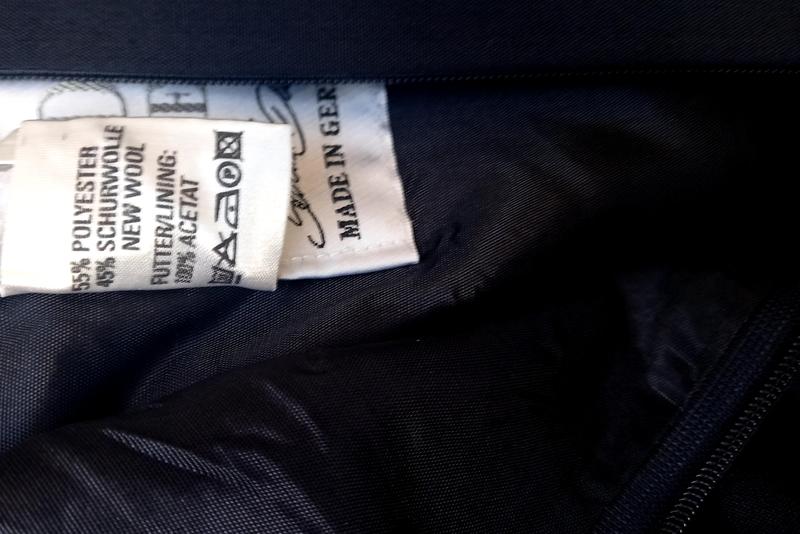 55% POLYESTER
45% SCHURWOLLE
NEW WOOL
FUTTER/LINING:
100% ACETAT
MADE IN GER